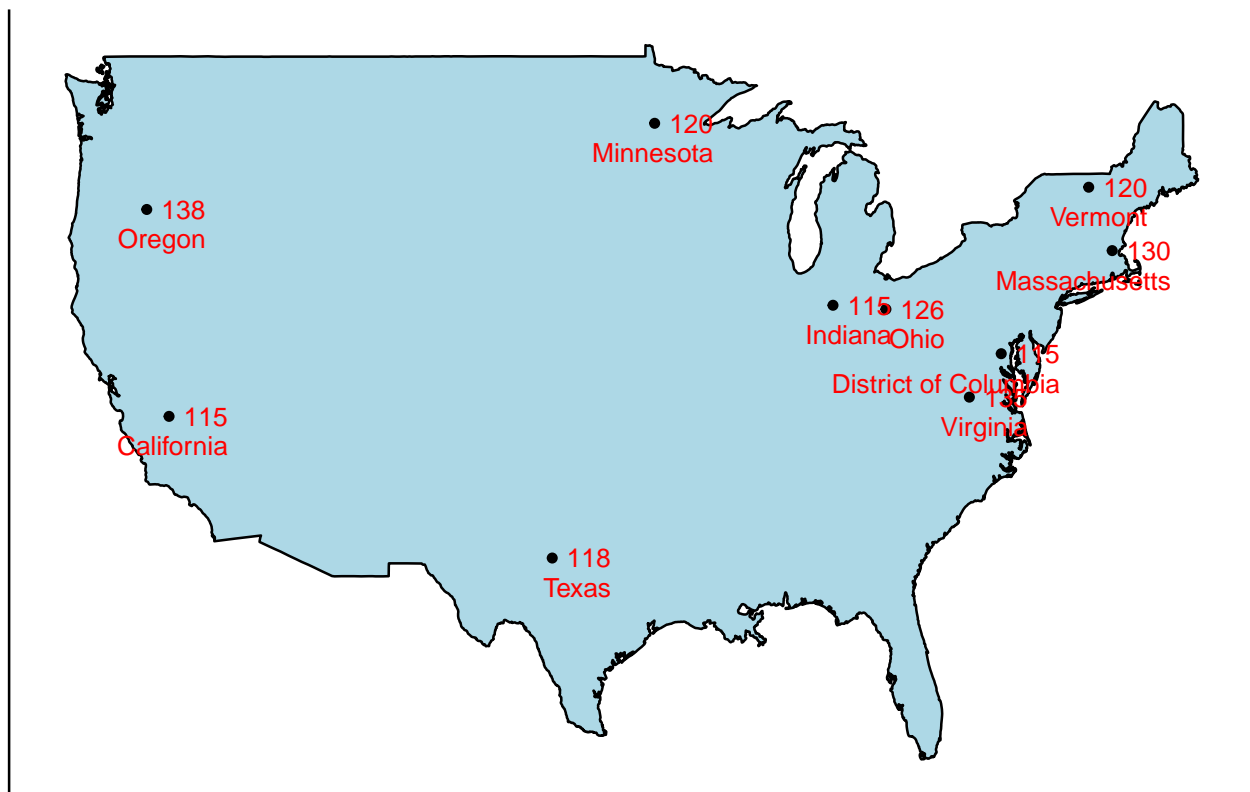 120
Minnesota
120
Vermont
138
Oregon
130
Massachusetts
115
Indiana
126
Ohio
115
District of Columbia
Virginia
115
California
118
Texas